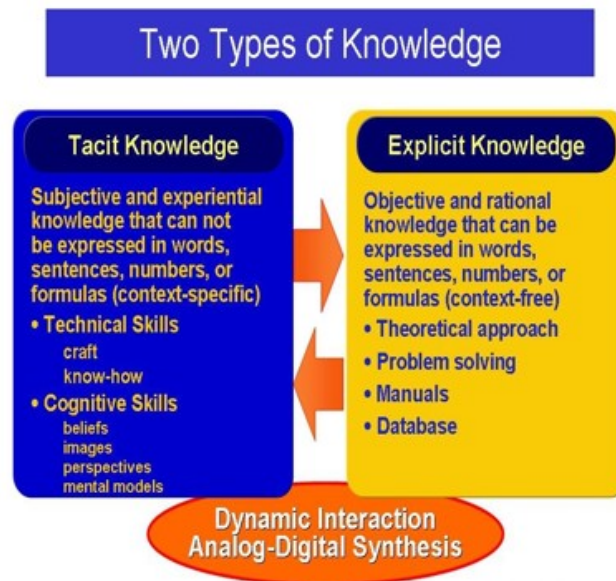 Two Types of Knowledge
Tacit Knowledge
Subjective and experiential
knowledge that can not
be expressed in words,
sentences, numbers, or
formulas (context-specific)
• Technical Skills
craft
know-how
• Cognitive Skills
beliefs
images
perspectives
mental models
Explicit Knowledge
Objective and rational
knowledge that can be
expressed in words,
sentences, numbers, or
formulas (context-free)
• Theoretical approach
• Problem solving
• Manuals
• Database
Dynamic Interaction
Analog-Digital Synthesis